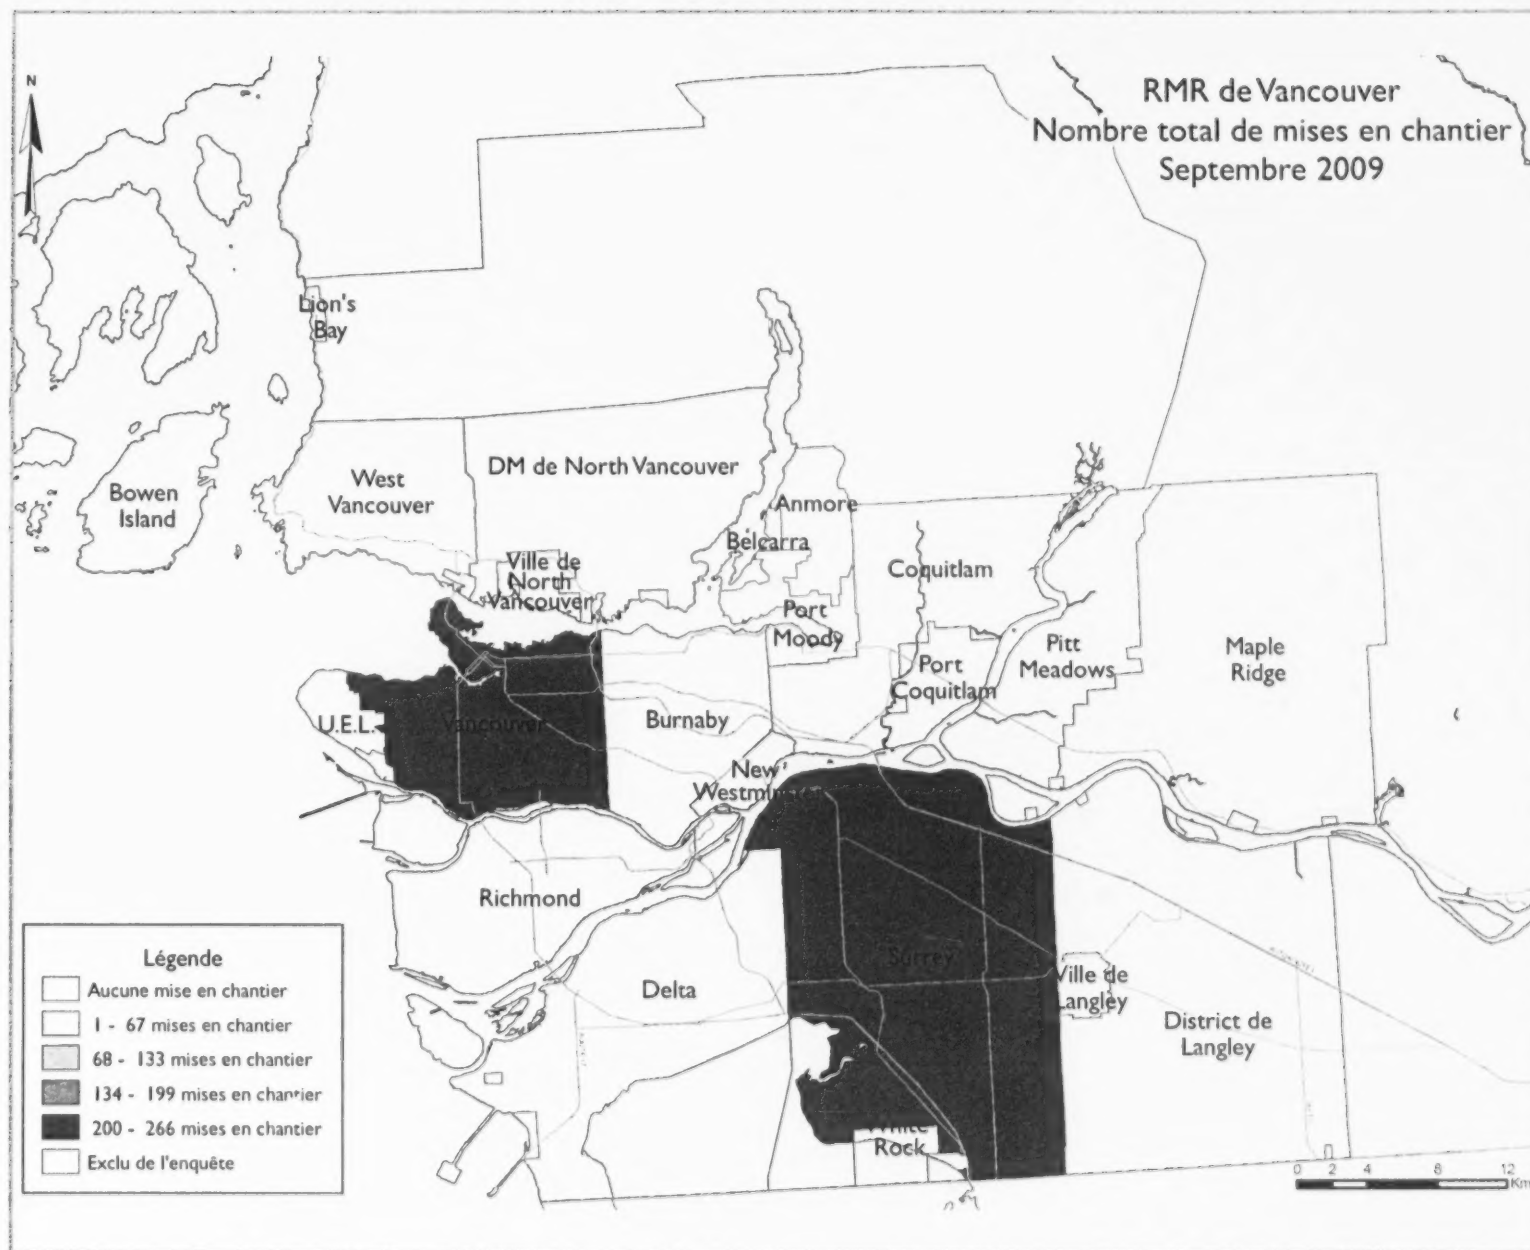 N
RMR de Vancouver
Nombre total de mises en chantier
Septembre 2009
Lion's
Bay
Bowen
Island
West
Vancouver
DM de North Vancouver
Anmore
Belcarra
Ville de
North
Vancouver
Coquitlam
Port
Moody
Port
Coquitlam
Pitt
Meadows
Maple
Ridge
U.E.L.
Vancouver
Burnaby
New
Westminster
Richmond
Delta
Surrey
Ville de
Langley
District de
Langley
White
Rock
Légende
Aucune mise en chantier
1 - 67 mises en chantier
68 - 133 mises en chantier
134 - 199 mises en chantier
200 - 266 mises en chantier
Exclu de l'enquête
0 2 4 8 12
Km